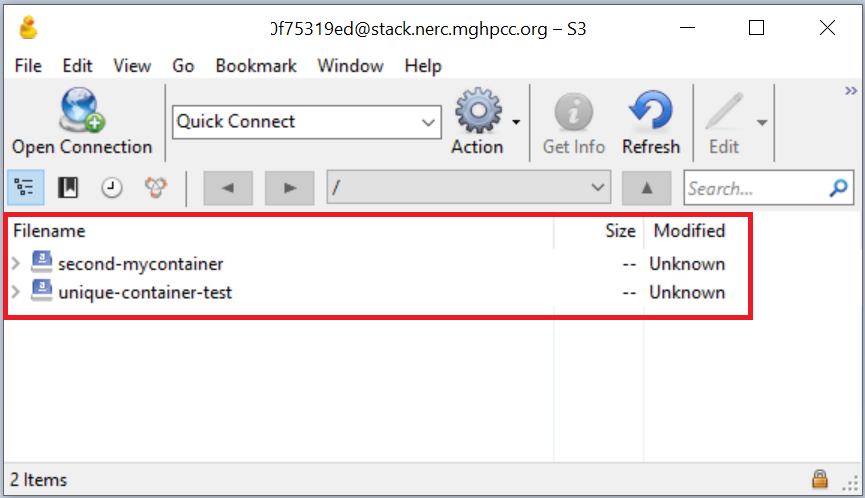 0f75319ed@stack.nerc.mghpcc.org – S3
File Edit View Go Bookmark Window Help
Quick Connect
Open Connection Action Get Info Refresh Edit
/ Search...
Filename Size Modified
second-mycontainer -- Unknown
unique-container-test -- Unknown
2 Items